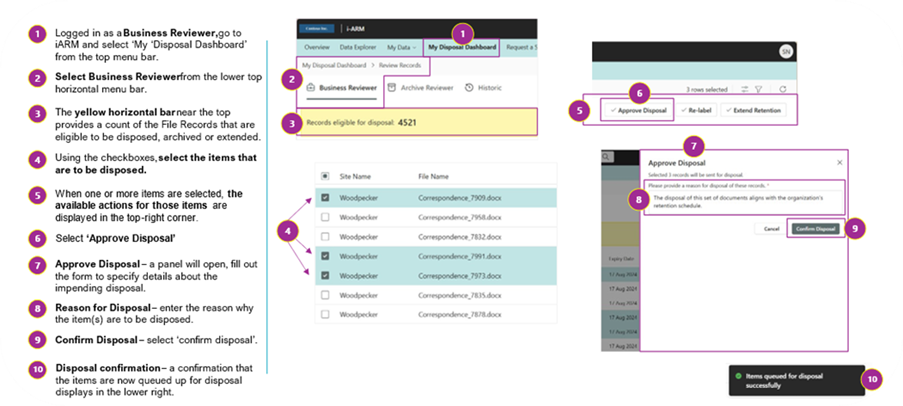 1 Logged in as a Business Reviewer, go to
iARM and select 'My 'Disposal Dashboard'
from the top menu bar.
2 Select Business Reviewer from the lower top
horizontal menu bar.
3 The yellow horizontal bar near the top
provides a count of the File Records that are
eligible to be disposed, archived or extended.
4 Using the checkboxes, select the items that
are to be disposed.
5 When one or more items are selected, the
available actions for those items are
displayed in the top-right corner.
6 Select 'Approve Disposal'
7 Approve Disposal – a panel will open, fill out
the form to specify details about the
impending disposal.
8 Reason for Disposal – enter the reason why
the item(s) are to be disposed.
9 Confirm Disposal – select 'confirm disposal'.
10 Disposal confirmation – a confirmation that
the items are now queued up for disposal
displays in the lower right.
i-ARM
1
Overview Data Explorer My Data My Disposal Dashboard Request a S
2 My Disposal Dashboard > Review Records
Business Reviewer Archive Reviewer Historic
3 Records eligible for disposal: 4521
Site Name File Name
Woodpecker Correspondence_7909.docx
Woodpecker Correspondence_7958.docx
Woodpecker Correspondence_7832.docx
4
Woodpecker Correspondence_7991.docx
Woodpecker Correspondence_7973.docx
Woodpecker Correspondence_7835.docx
Woodpecker Correspondence_7878.docx
SN
6 3 rows selected
5 Approve Disposal Re-label Extend Retention
7
Approve Disposal
Selected 3 records will be sent for disposal.
Please provide a reason for disposal of these records. *
8 The disposal of this set of documents aligns with the organization's
retention schedule.
Cancel Confirm Disposal 9
Expiry Date
17 Aug 2024
17 Aug 2024
17 Aug 2024
17 Aug 2024
Items queued for disposal
successfully
10